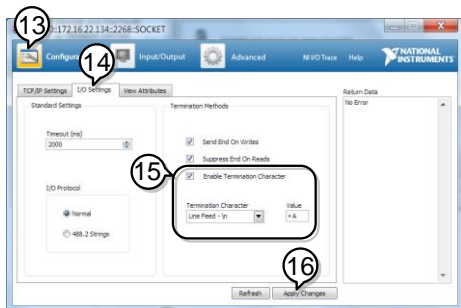 13
::172.16.22.134::2268::SOCKET
Input/Output
Advanced
NI I/O Trace
Help
NATIONAL
INSTRUMENTS
14
TCP/IP Settings
I/O Settings
View Attributes
Return Data
No Error
Standard Settings
Termination Methods
Timeout (ms)
2000
Send End On Writes
Suppress End On Reads
15
Enable Termination Character
I/O Protocol
Normal
488.2 Strings
Termination Character
Value
Line Feed - \n
16
Refresh
Apply Changes